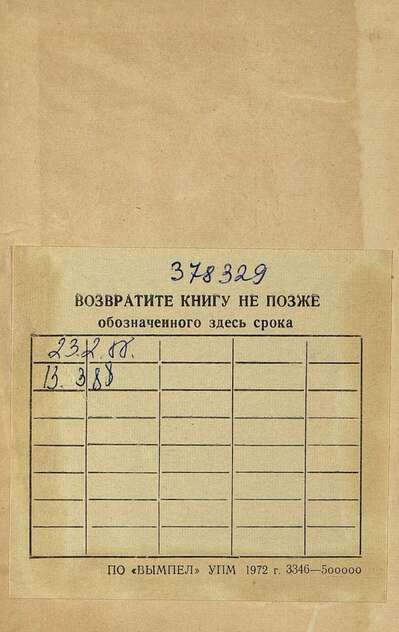 378329
ВОЗВРАТИТЕ КНИГУ НЕ ПОЗЖЕ
обозначенного здесь срока
23.2.88.
13. 3 88
ПО «ВЫМПЕЛ» УПМ 1972 г. 3346—500000